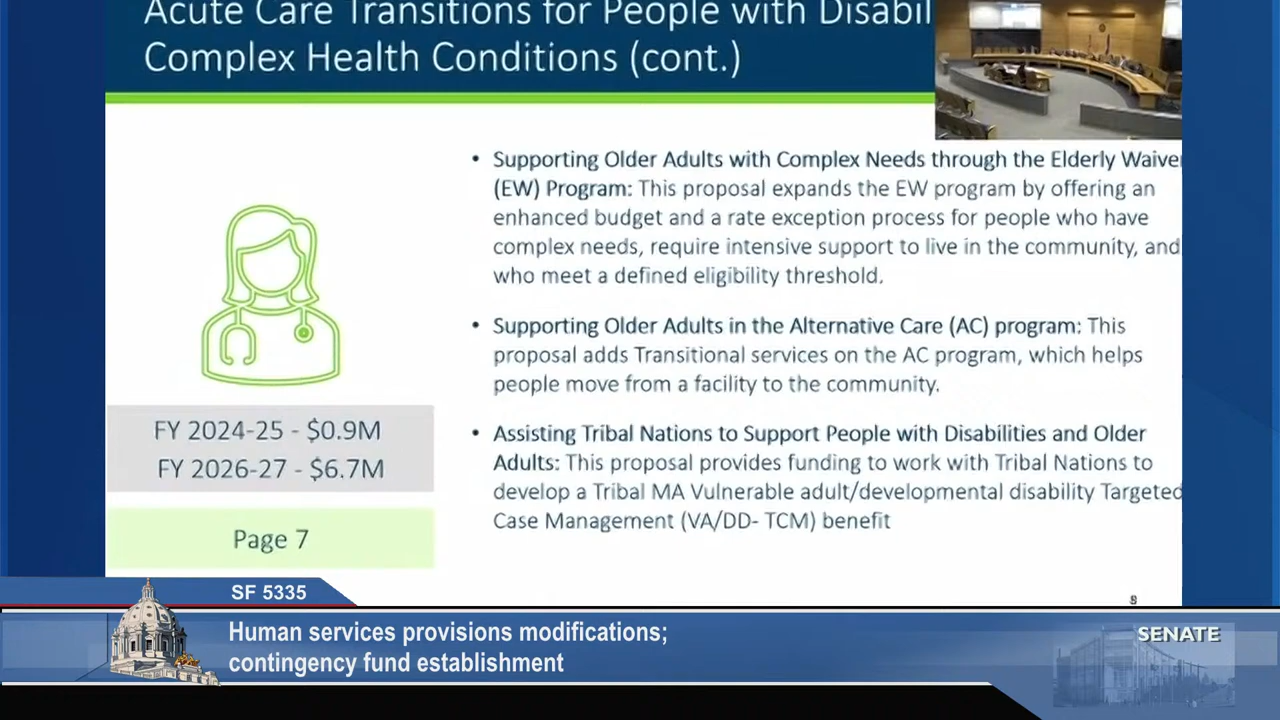 Acute Care Transitions for People with Disabil
Complex Health Conditions (cont.)
• Supporting Older Adults with Complex Needs through the Elderly Waive
(EW) Program: This proposal expands the EW program by offering an
enhanced budget and a rate exception process for people who have
complex needs, require intensive support to live in the community, and
who meet a defined eligibility threshold.
• Supporting Older Adults in the Alternative Care (AC) program: This
proposal adds Transitional services on the AC program, which helps
people move from a facility to the community.
• Assisting Tribal Nations to Support People with Disabilities and Older
Adults: This proposal provides funding to work with Tribal Nations to
develop a Tribal MA Vulnerable adult/developmental disability Targeted
Case Management (VA/DD- TCM) benefit
FY 2024-25 - $0.9M
FY 2026-27 - $6.7M
Page 7
8
SF 5335
Human services provisions modifications;
contingency fund establishment
SENATE